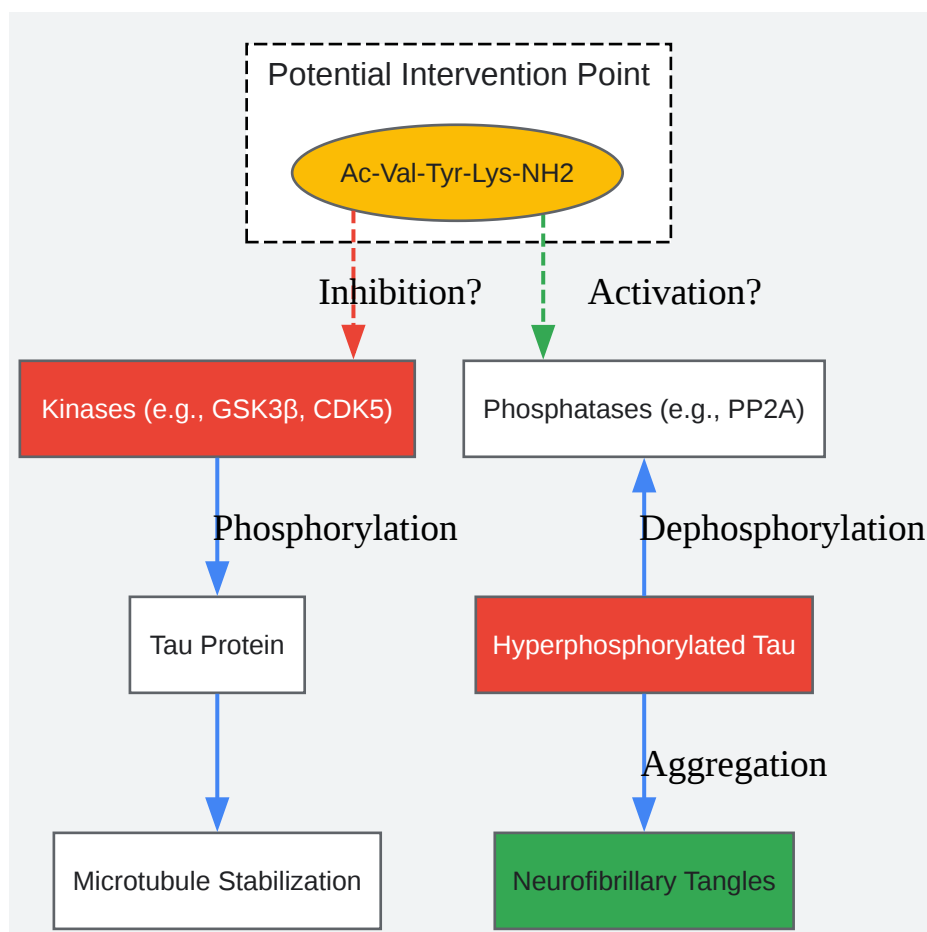 Potential Intervention Point
Ac-Val-Tyr-Lys-NH2
Inhibition?
Activation?
Kinases (e.g., GSK3β, CDK5)
Phosphatases (e.g., PP2A)
Phosphorylation
Dephosphorylation
Tau Protein
Hyperphosphorylated Tau
Aggregation
Microtubule Stabilization
Neurofibrillary Tangles